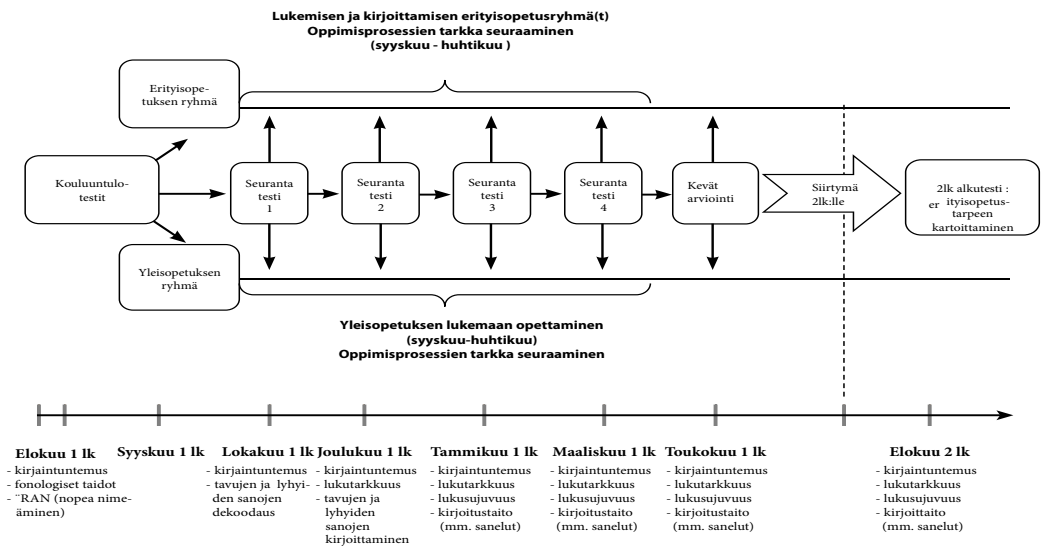 Lukemisen ja kirjoittamisen erityisopetusryhmä(t)
Oppimisprosessien tarkka seuraaminen
(syyskuu - huhtikuu )
Erityisope-
tuksen ryhmä
Kouluuntulo-
testit
Seuranta
testi
1
Seuranta
testi
2
Seuranta
testi
3
Seuranta
testi
4
Kevät
arviointi
Siirtymä
2lk:lle
2lk alkutesti :
er ityisopetus-
tarpeen
kartoittaminen
Yleisopetuksen
ryhmä
Yleisopetuksen lukemaan opettaminen
(syyskuu-huhtikuu)
Oppimisprosessien tarkka seuraaminen
Elokuu 1 lk
- kirjaintuntemus
- fonologiset taidot
- ¨RAN (nopea nime-
äminen)
Syyskuu 1 lk
Lokakuu 1 lk
- kirjaintuntemus
- tavujen ja lyhyi-
den sanojen
dekoodaus
Joulukuu 1 lk
- kirjaintuntemus
- lukutarkkuus
- tavujen ja
lyhyiden
sanojen
kirjoittaminen
Tammikuu 1 lk
- kirjaintuntemus
- lukutarkkuus
- lukusujuvuus
- kirjoitustaito
(mm. sanelut)
Maaliskuu 1 lk
- kirjaintuntemus
- lukutarkkuus
- lukusujuvuus
- kirjoitustaito
(mm. sanelut)
Toukokuu 1 lk
- kirjaintuntemus
- lukutarkkuus
- lukusujuvuus
- kirjoitustaito
(mm. sanelut)
Elokuu 2 lk
- kirjaintuntemus
- lukutarkkuus
- lukusujuvuus
- kirjoittaito
(mm. sanelut)